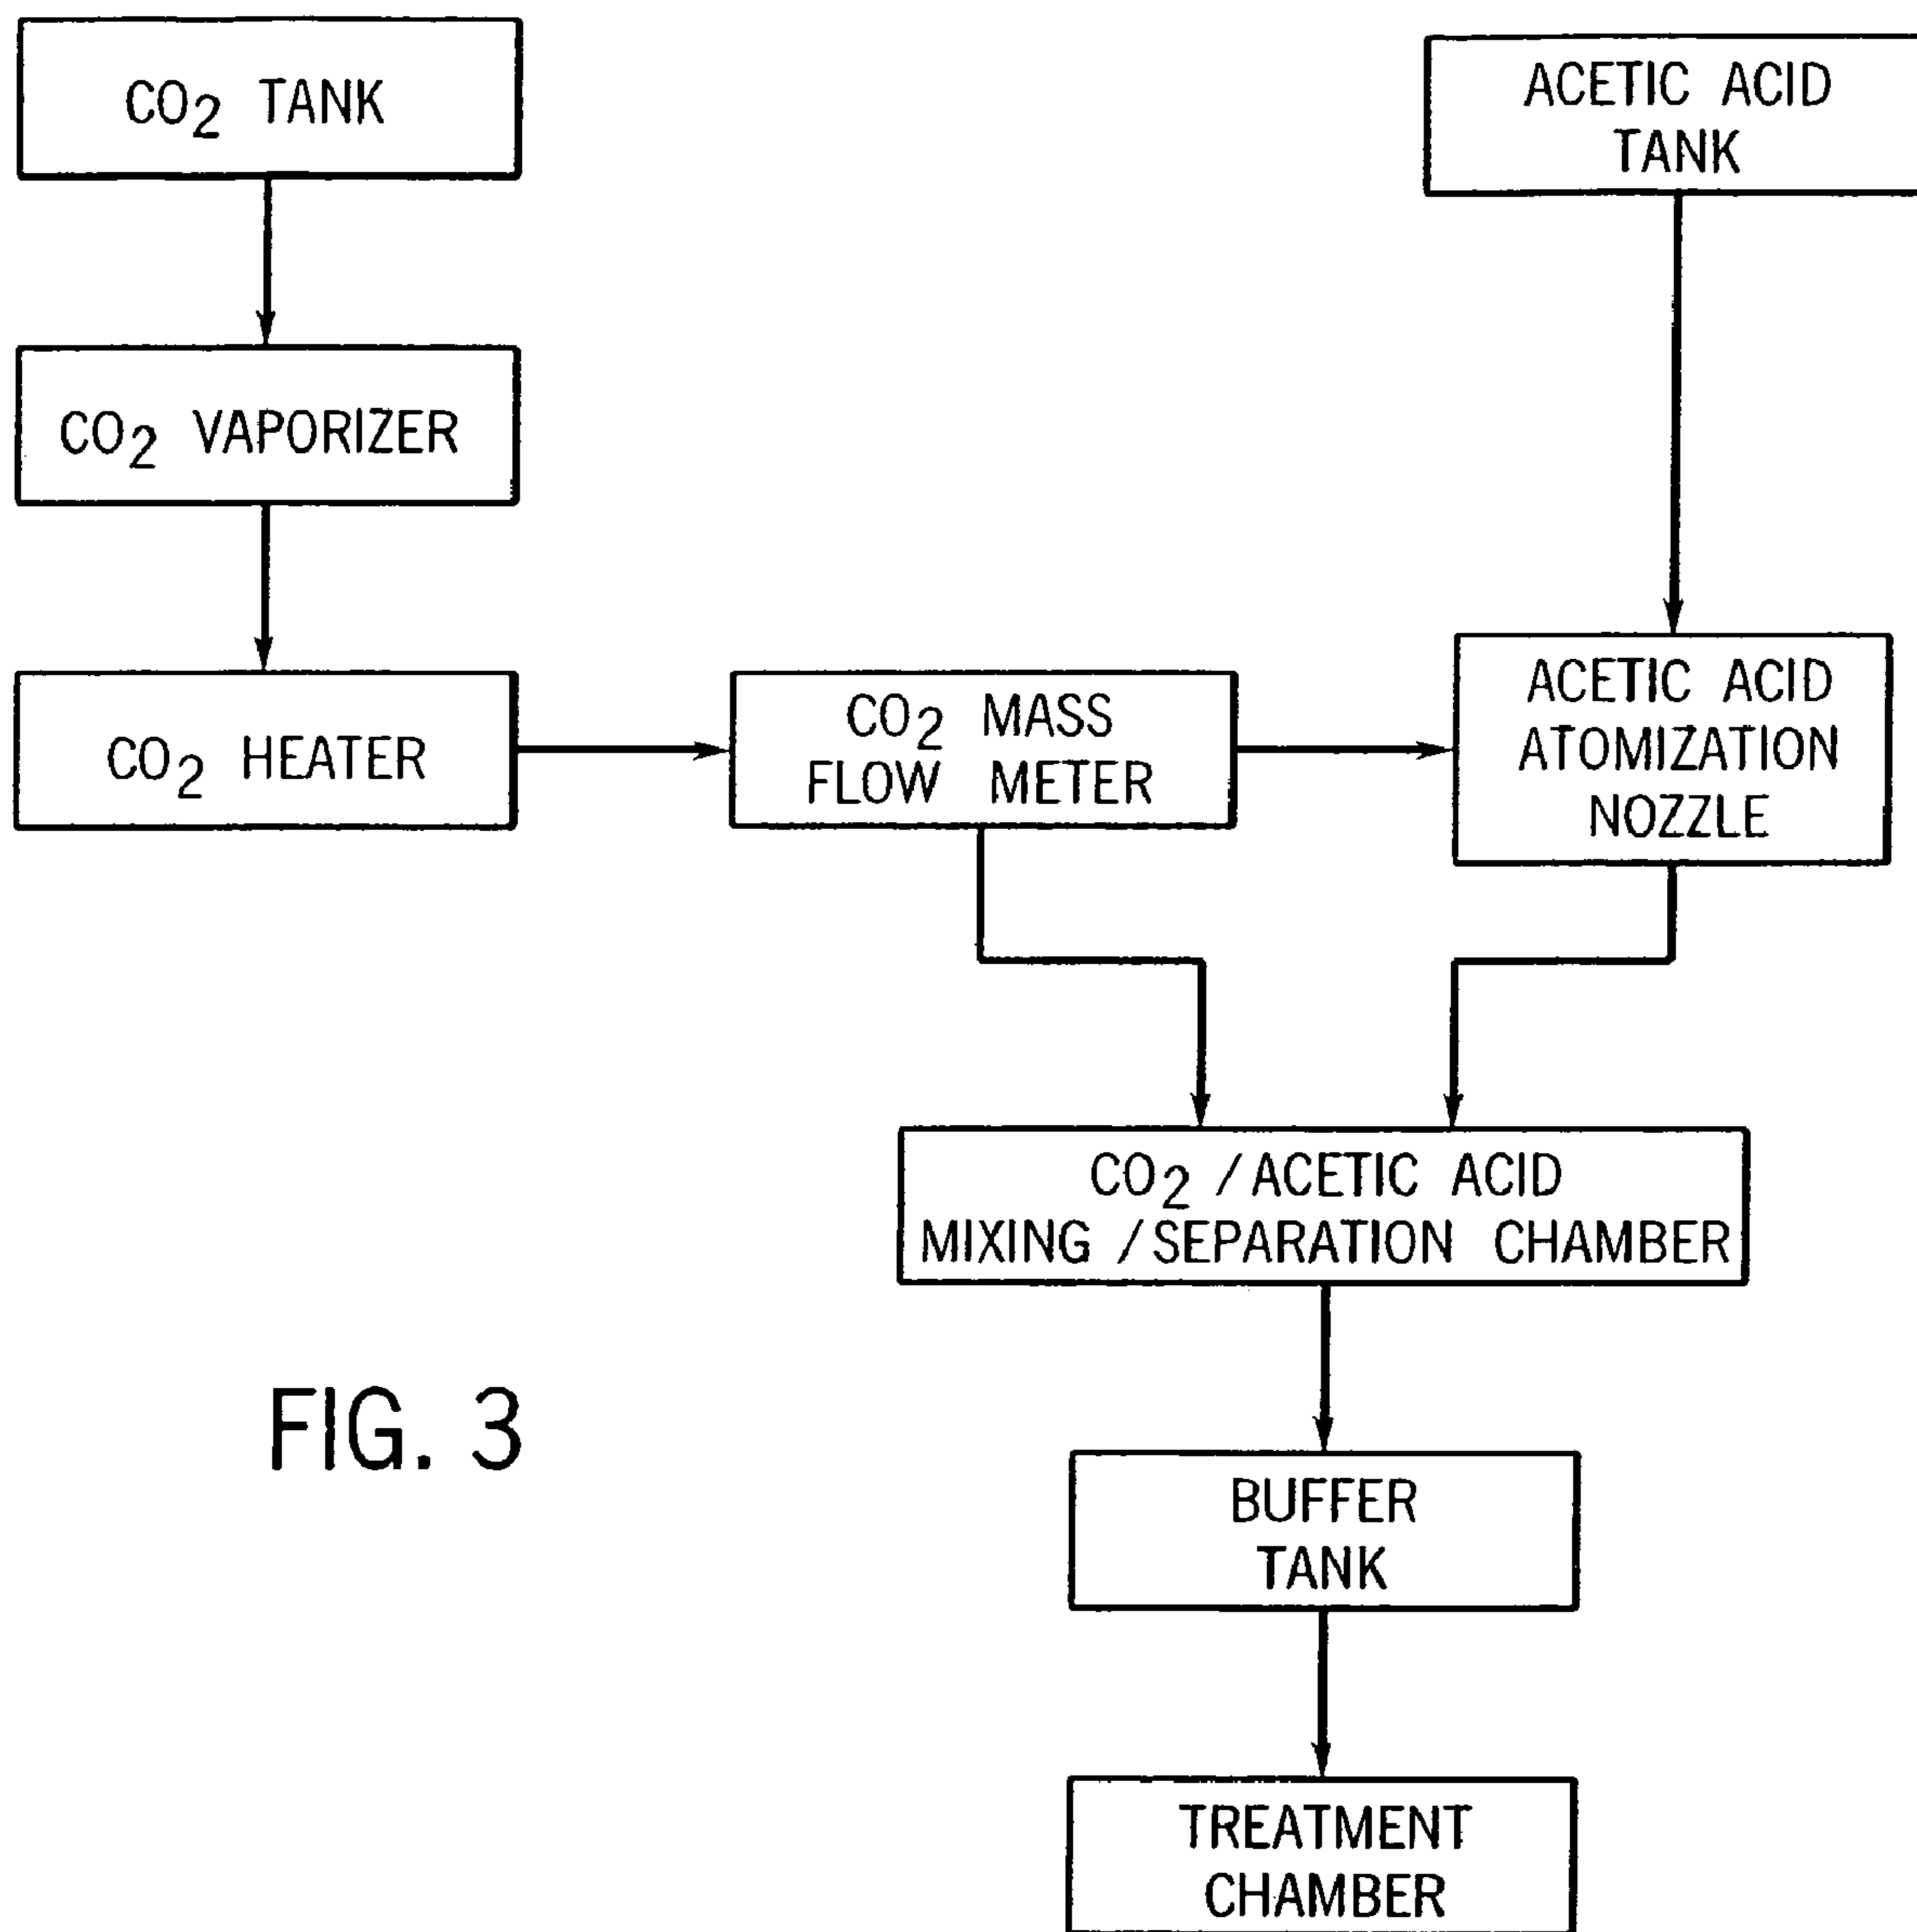 CO2 TANK
ACETIC ACID
TANK
CO2 VAPORIZER
CO2 HEATER
CO2 MASS
FLOW METER
ACETIC ACID
ATOMIZATION
NOZZLE
CO2 /ACETIC ACID
MIXING /SEPARATION CHAMBER
BUFFER
TANK
TREATMENT
CHAMBER
FIG. 3